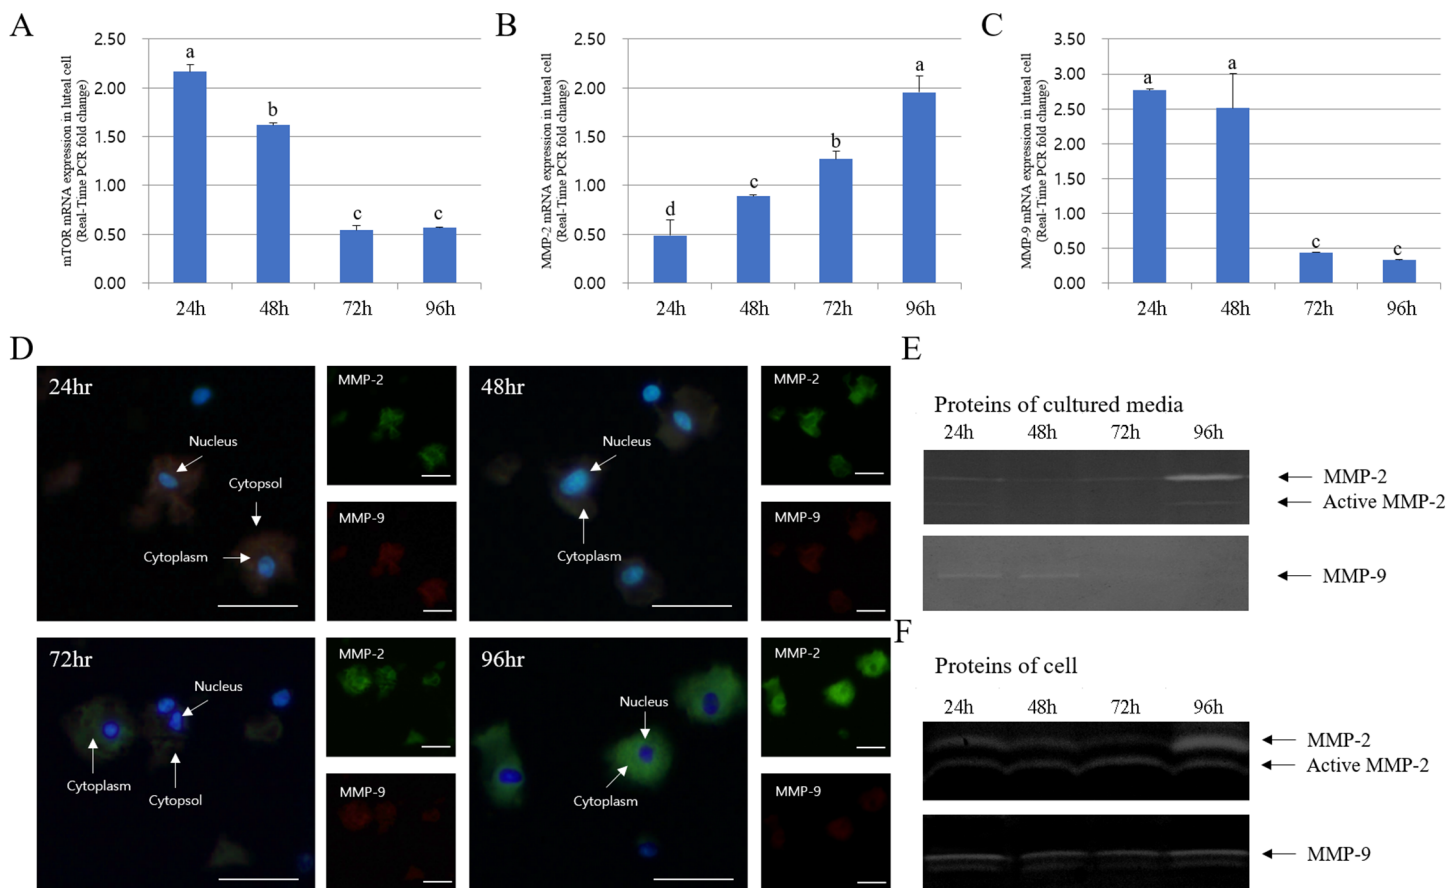 A
mTOR mRNA expression in luteal cell
(Real-Time PCR fold change)
2.50
2.00
1.50
1.00
0.50
0.00
a
b
c
c
24h 48h 72h 96h
B
MMP-2 mRNA expression in luteal cell
(Real-Time PCR fold change)
2.50
2.00
1.50
1.00
0.50
0.00
d
c
b
a
24h 48h 72h 96h
C
MMP-9 mRNA expression in luteal cell
(Real-Time PCR fold change)
3.50
3.00
2.50
2.00
1.50
1.00
0.50
0.00
a
a
c
c
24h 48h 72h 96h
D
24hr
Nucleus
Cytopsol
Cytoplasm
MMP-2
MMP-9
48hr
Nucleus
Cytoplasm
MMP-2
MMP-9
72hr
Nucleus
Cytoplasm
Cytopsol
MMP-2
MMP-9
96hr
Nucleus
Cytoplasm
MMP-2
MMP-9
E
Proteins of cultured media
24h 48h 72h 96h
MMP-2
Active MMP-2
MMP-9
F
Proteins of cell
24h 48h 72h 96h
MMP-2
Active MMP-2
MMP-9